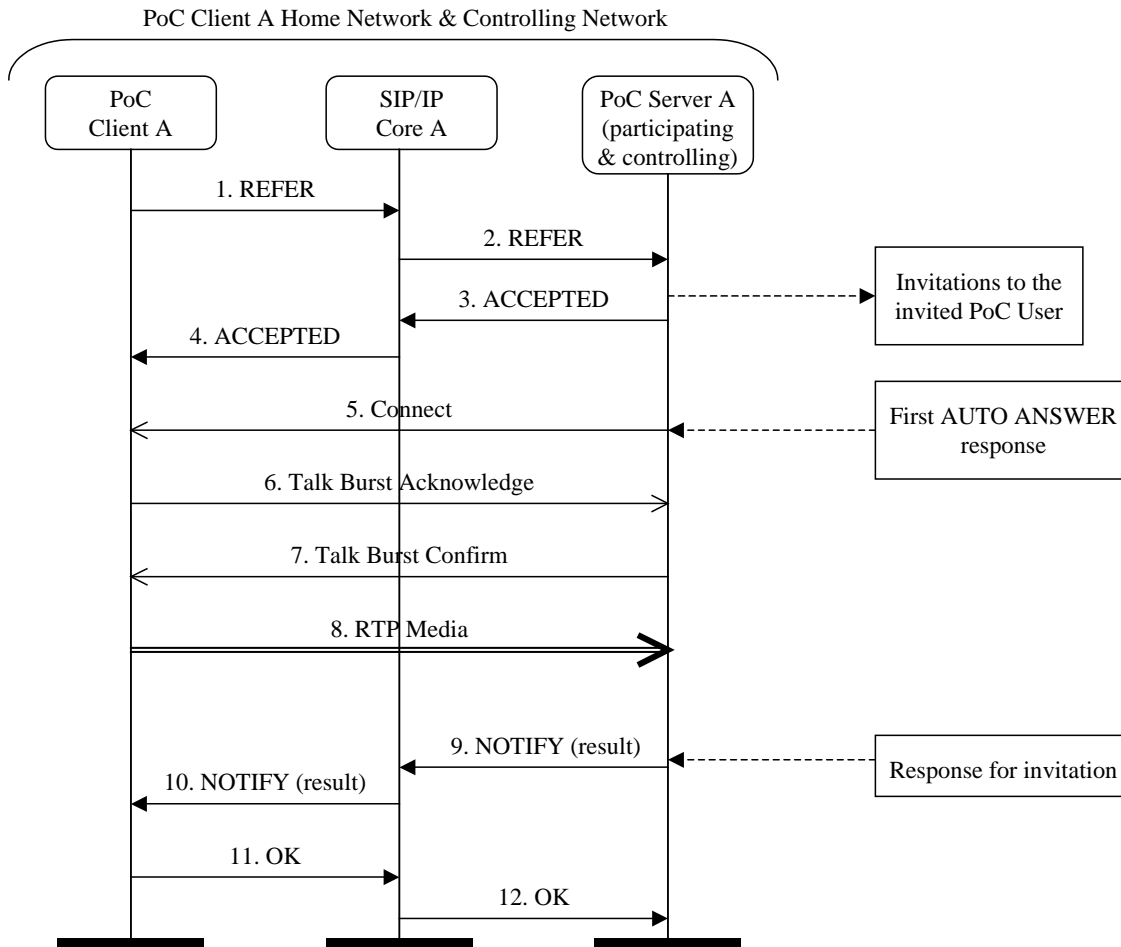 PoC Client A Home Network & Controlling Network
PoC
Client A
SIP/IP
Core A
PoC Server A
(participating
& controlling)
1. REFER
2. REFER
Invitations to the
invited PoC User
3. ACCEPTED
4. ACCEPTED
5. Connect
First AUTO ANSWER
response
6. Talk Burst Acknowledge
7. Talk Burst Confirm
8. RTP Media
9. NOTIFY (result)
Response for invitation
10. NOTIFY (result)
11. OK
12. OK